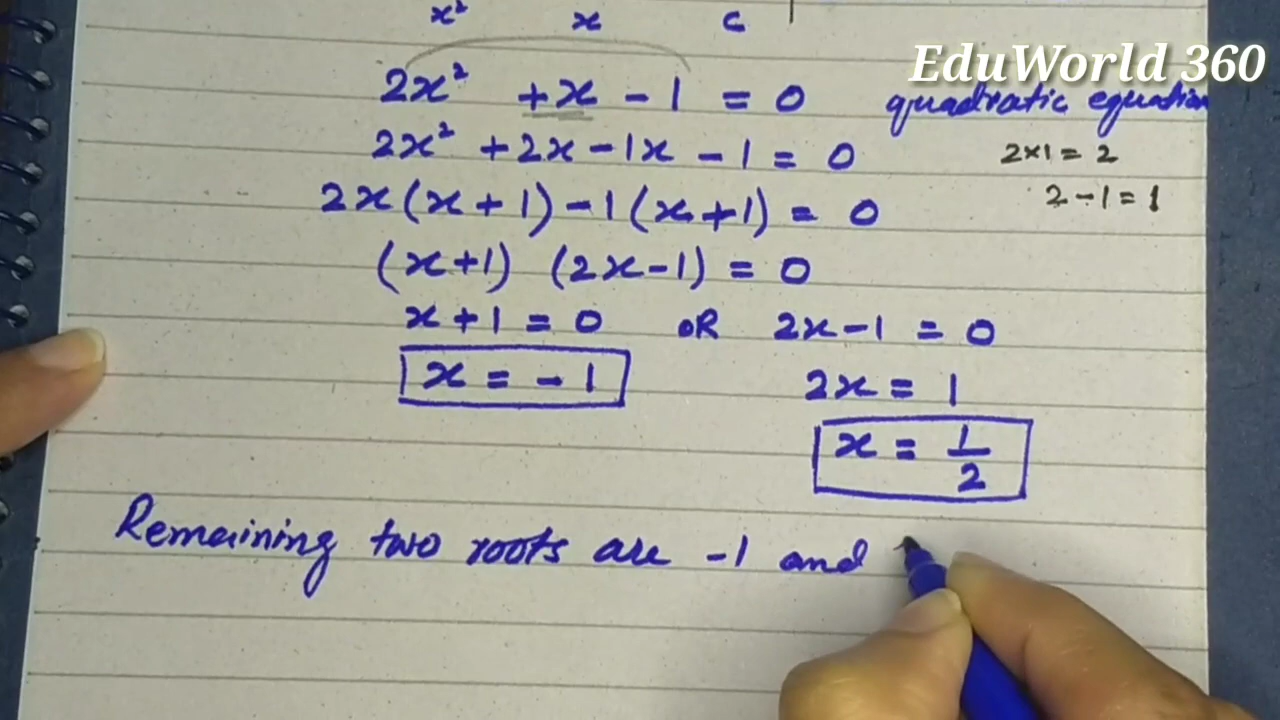 x² x c
EduWorld 360
2x² +x - 1 = 0 quadratic equation
2x² +2x - 1x - 1 = 0 2×1 = 2
2x(x + 1) - 1(x + 1) = 0 2 - 1 = 1
(x+1) (2x-1) = 0
x + 1 = 0 OR 2x-1 = 0
x = -1 2x = 1
x = 1/2
Remaining two roots are -1 and